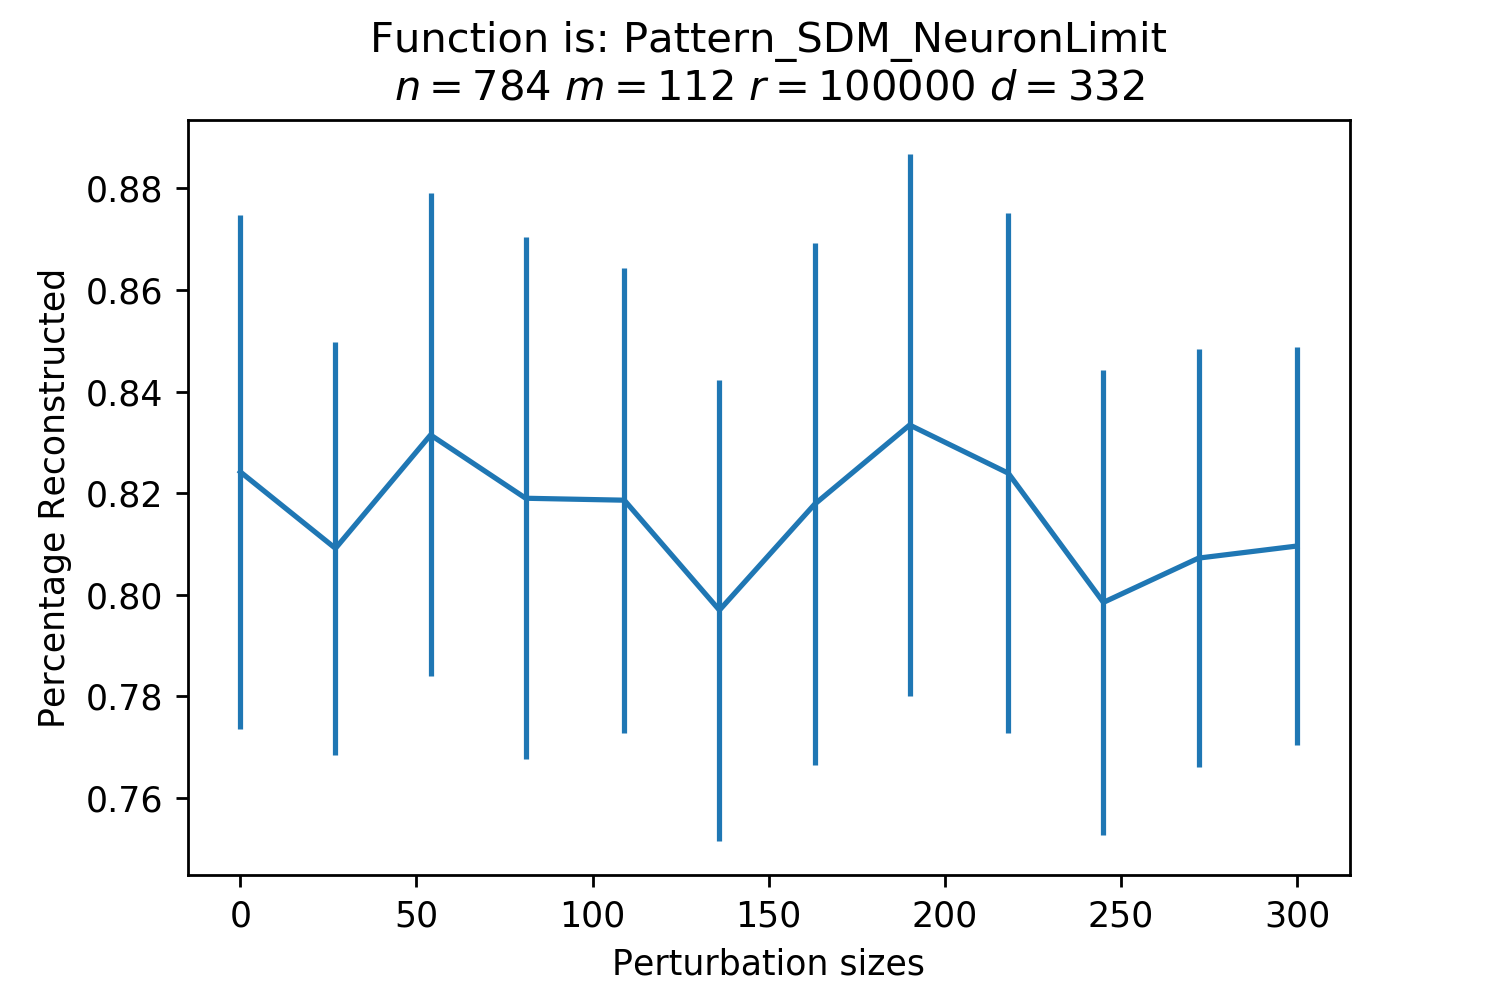 Function is: Pattern_SDM_NeuronLimit
n = 784 m = 112 r = 100000 d = 332
Percentage Reconstructed
0.88
0.86
0.84
0.82
0.80
0.78
0.76
0 50 100 150 200 250 300
Perturbation sizes